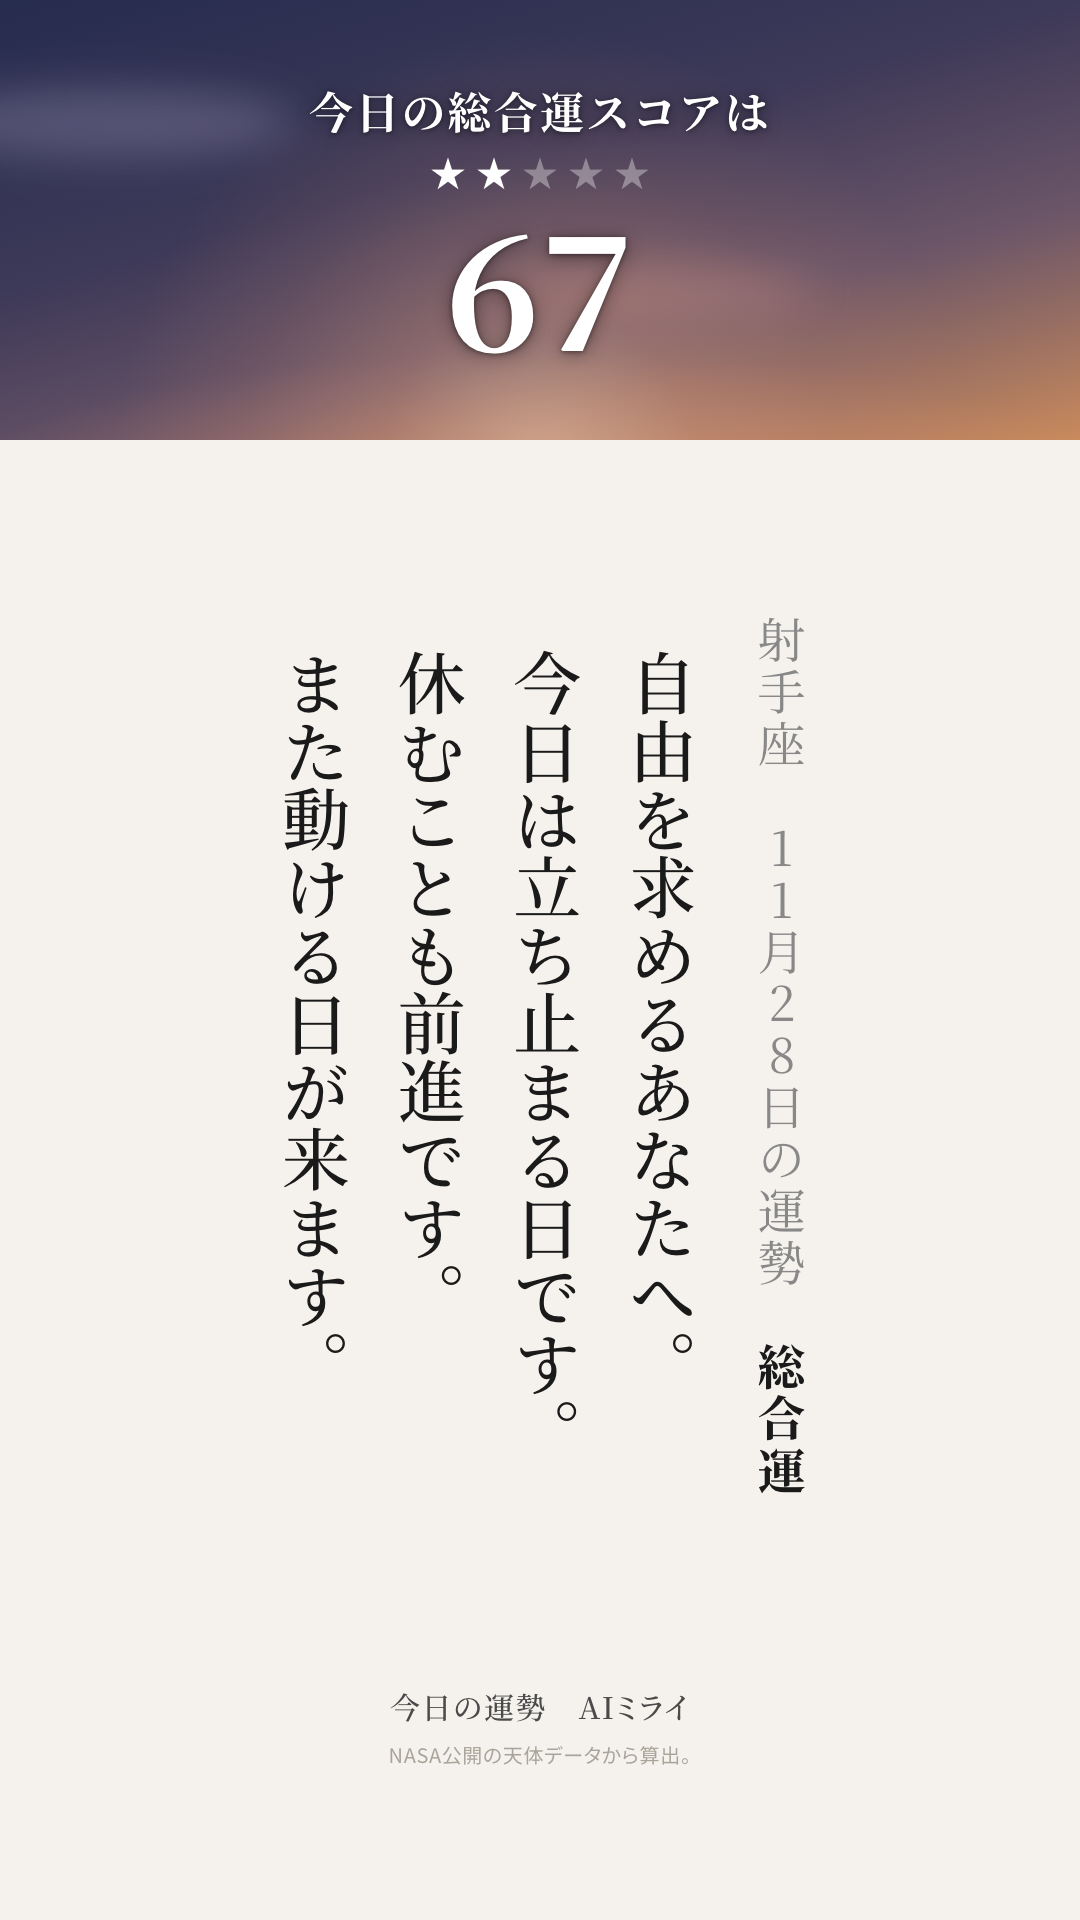 今日の総合運スコアは
★★★★★
67
射手座　11月28日の運勢　総合運
自由を求めるあなたへ。
今日は立ち止まる日です。
休むことも前進です。
また動ける日が来ます。
今日の運勢　AIミライ
NASA公開の天体データから算出。